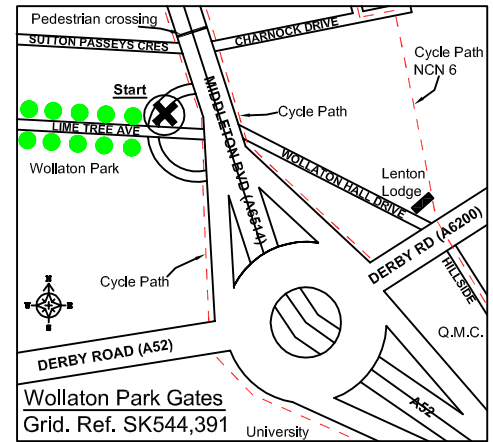 Pedestrian crossing
SUTTON PASSEYS CRES
CHARNOCK DRIVE
Cycle Path
NCN 6
Start
MIDDLETON BVD (A6514)
Cycle Path
LIME TREE AVE
WOLLATON HALL DRIVE
Wollaton Park
Lenton
Lodge
DERBY RD (A6200)
Cycle Path
HILLSIDE
N
W E
S
Q.M.C.
DERBY ROAD (A52)
A52
Wollaton Park Gates
Grid. Ref. SK544,391
University